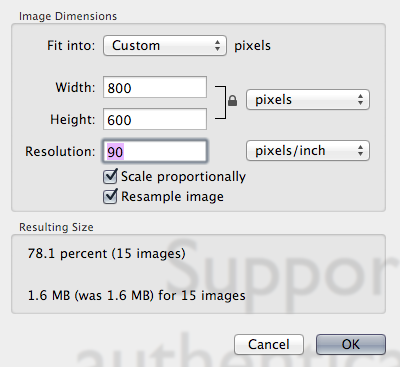 Image Dimensions
Fit into: Custom pixels
Width: 800
pixels
Height: 600
Resolution: 90 pixels/inch
Scale proportionally
Resample image
Resulting Size
78.1 percent (15 images)
Suppor
1.6 MB (was 1.6 MB) for 15 images
Cancel OK
authentica